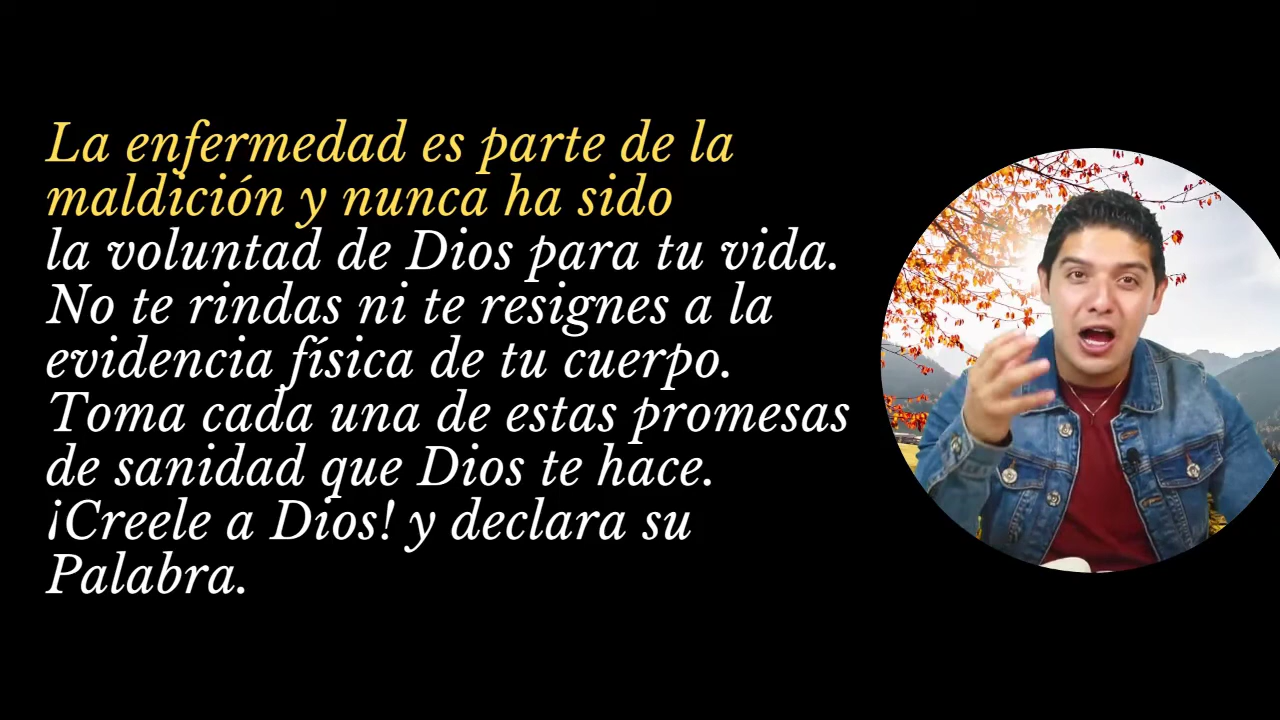 La enfermedad es parte de la
maldición y nunca ha sido
la voluntad de Dios para tu vida.
No te rindas ni te resignes a la
evidencia física de tu cuerpo.
Toma cada una de estas promesas
de sanidad que Dios te hace.
¡Creele a Dios! y declara su
Palabra.